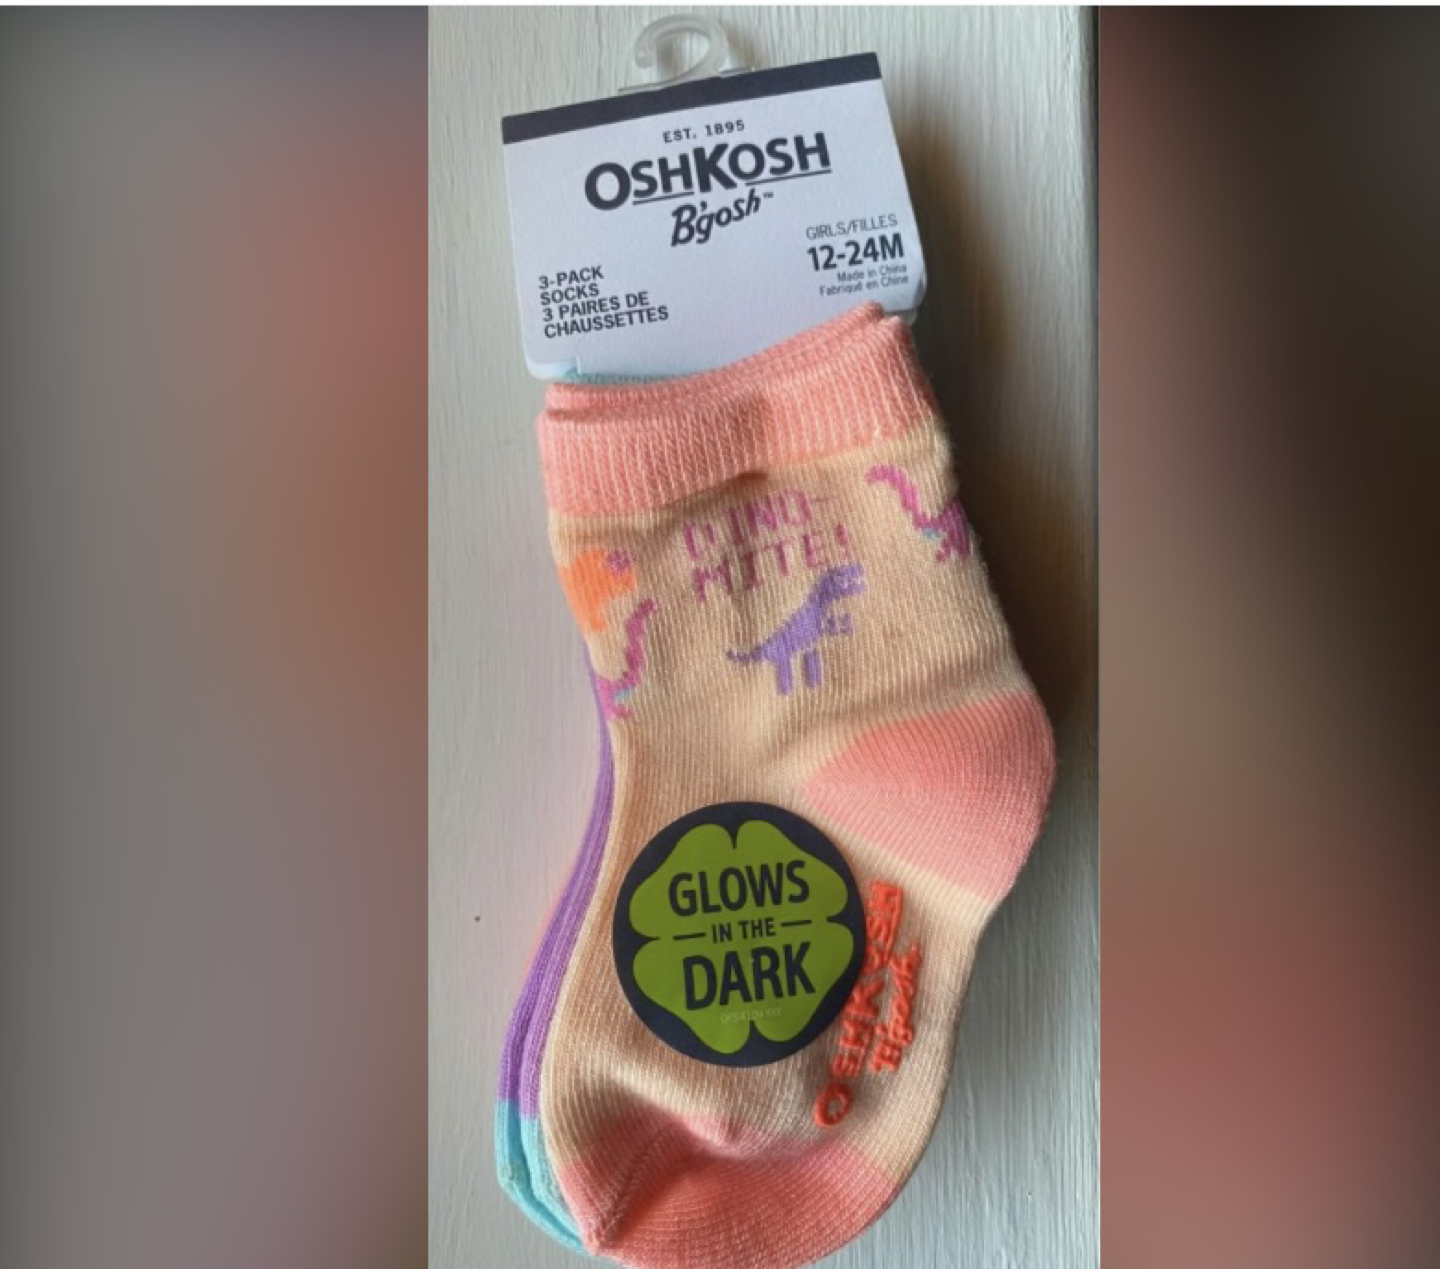 EST. 1895
OSHKOSH
B'gosh™
GIRLS/FILLES
12-24M
Made in China
Fabriqué en Chine
3-PACK
SOCKS
3 PAIRES DE
CHAUSSETTES
DINO-
MITE!
GLOWS
IN THE
DARK
OSHKOSH
B'gosh